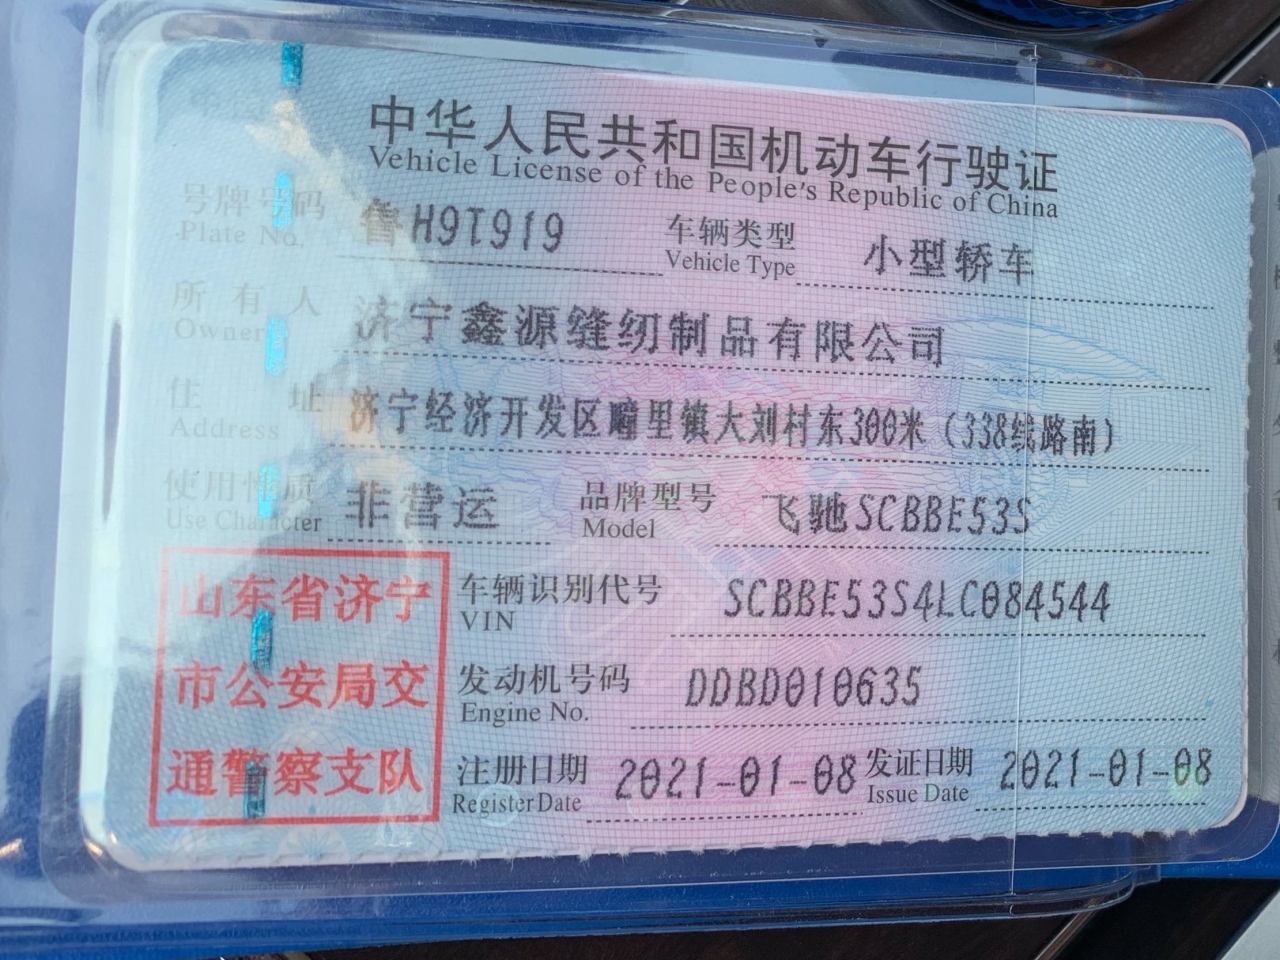 中华人民共和国机动车行驶证
Vehicle License of the People's Republic of China
号牌号码 鲁H9T919 车辆类型 小型轿车
Plate No. Vehicle Type
所有人 济宁鑫源缝纫制品有限公司
Owner
住址 济宁经济开发区疃里镇大刘村东300米（338线路南）
Address
使用性质 非营运 品牌型号 飞驰SCBBE53S
Use Character Model
山东省济宁
市公安局交
通警察支队
车辆识别代号 SCBBE53S4LC084544
VIN
发动机号码 DDBD010635
Engine No.
注册日期 2021-01-08 发证日期 2021-01-08
Register Date Issue Date